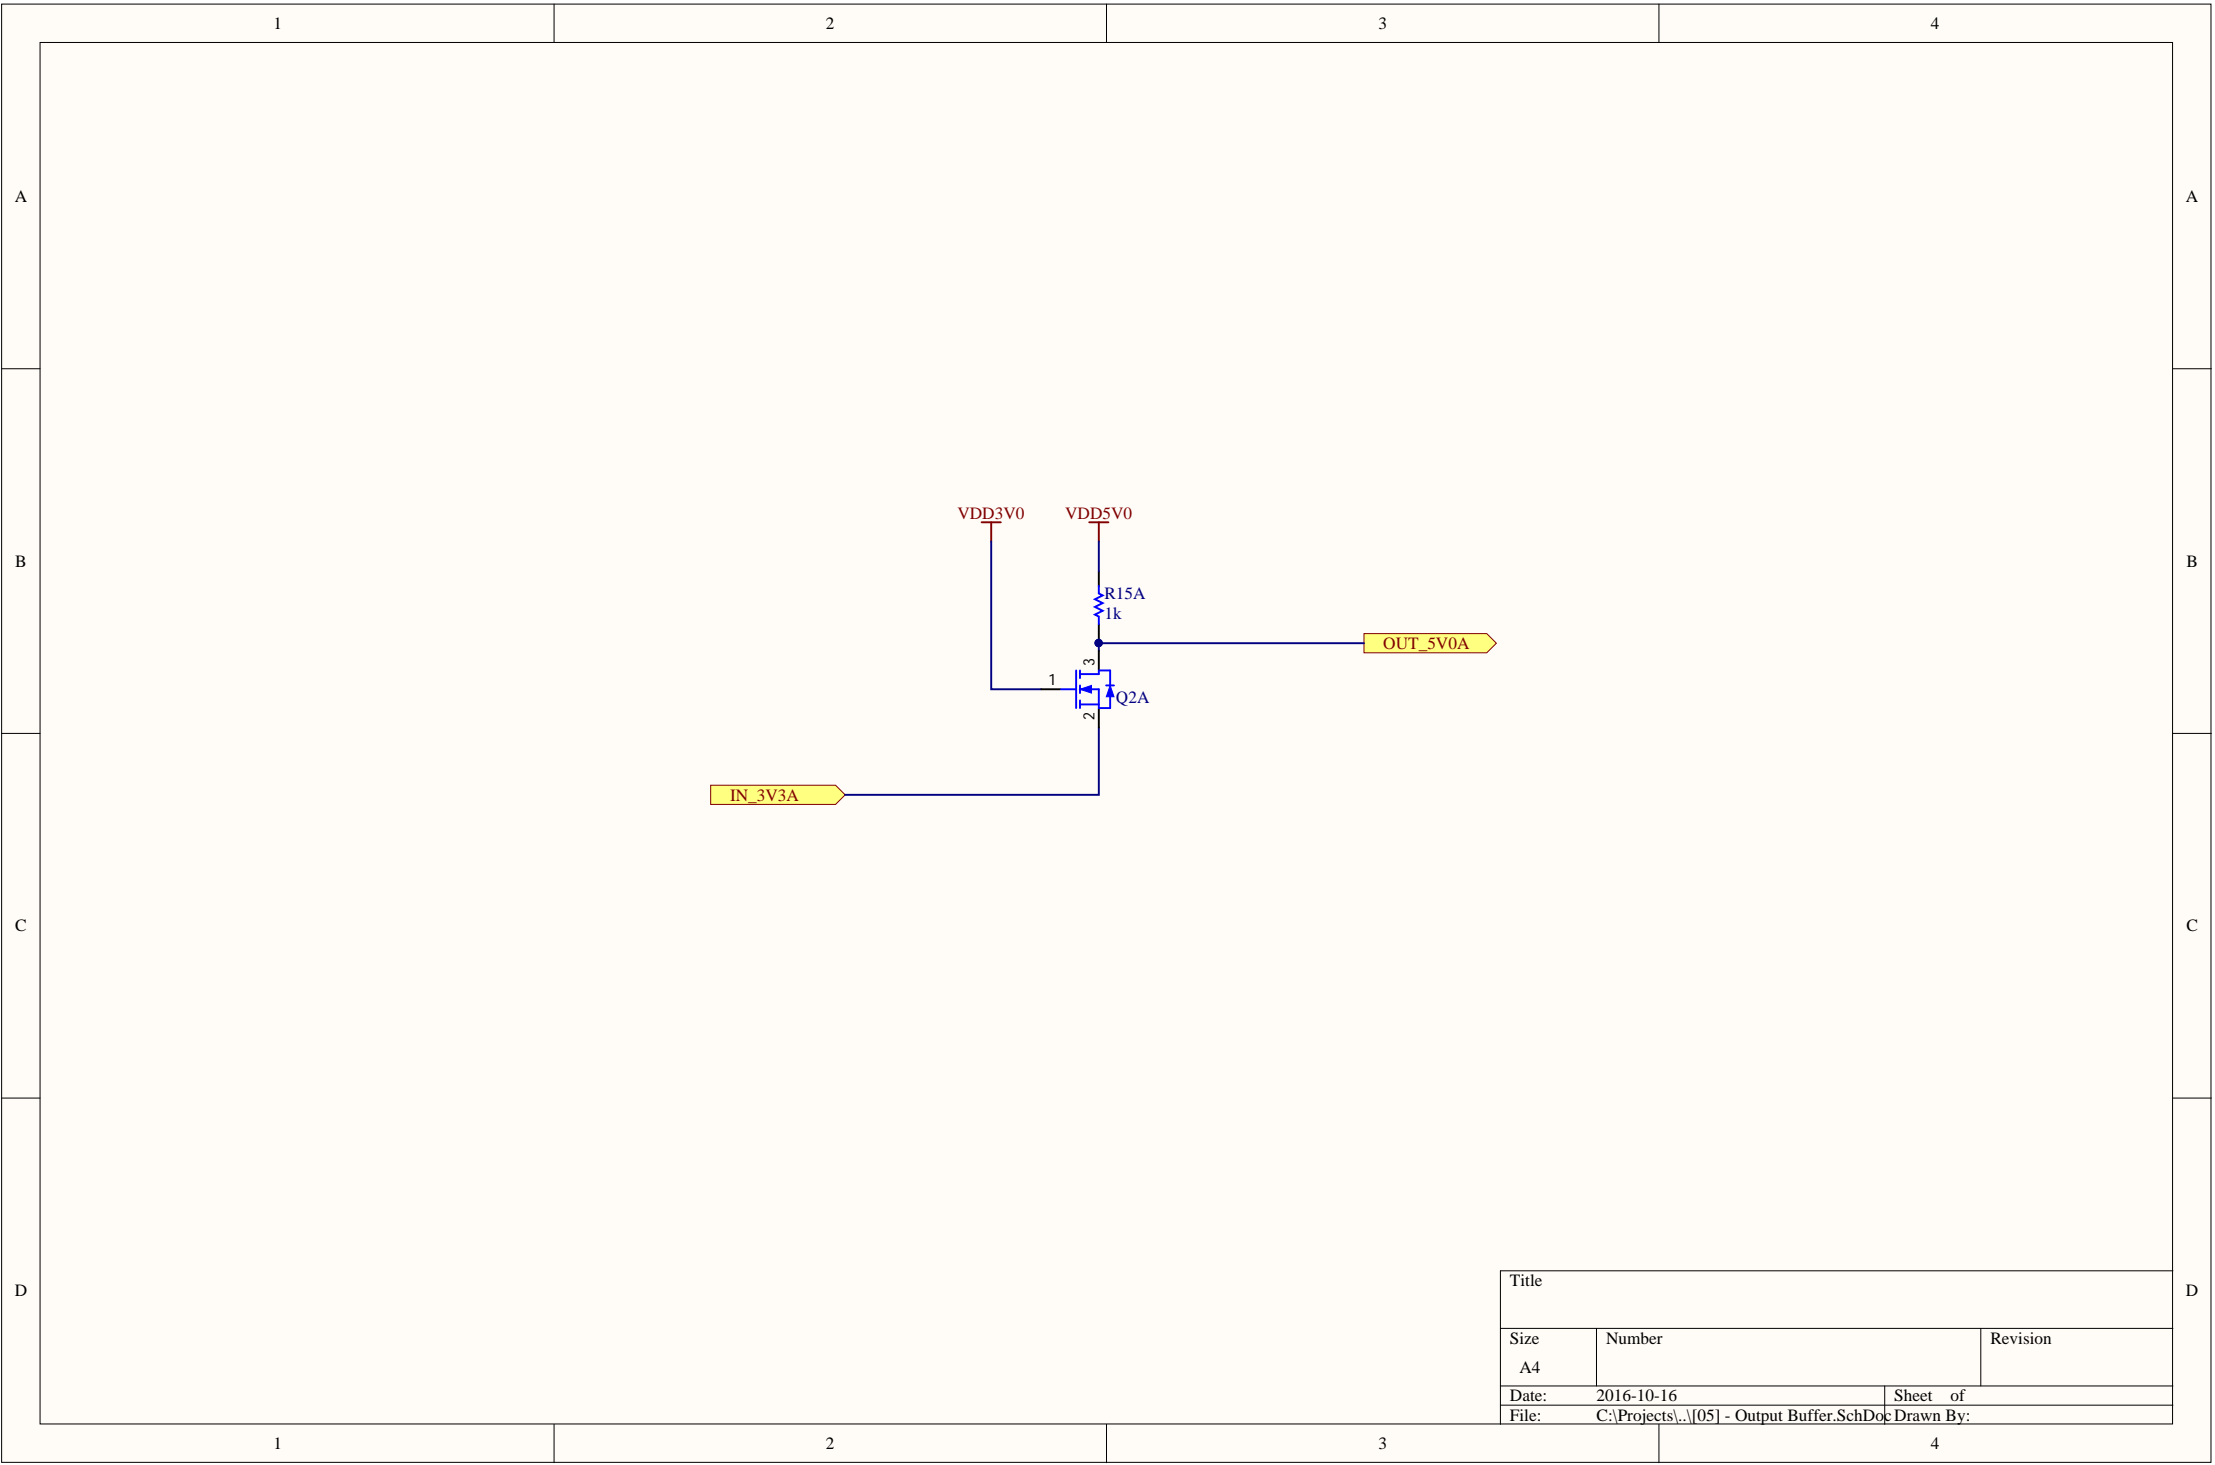 1 2 3 4
A A
VDD3V0 VDD5V0
B B
R15A
1k
OUT_5V0A
3
1
Q2A
2
IN_3V3A
C C
Title
D D
Size Number Revision
A4
Date: 2016-10-16 Sheet of
File: C:\Projects\..\[05] - Output Buffer.SchDoc Drawn By:
1 2 3 4